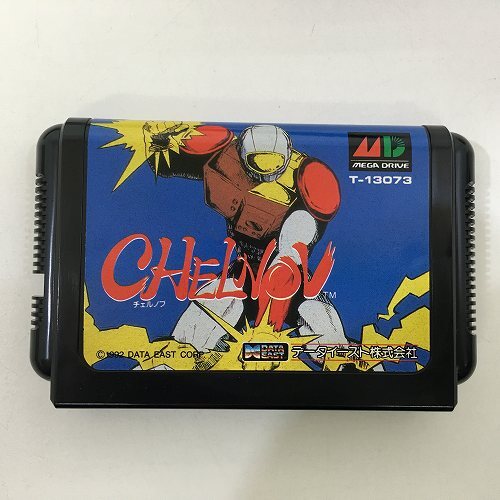 MD
MEGA DRIVE
T-13073
CHELNOV
TM
チェルノブ
©1992 DATA EAST CORP.
DATA EAST
データイースト株式会社